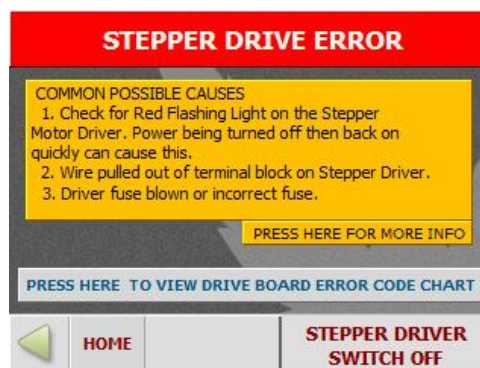 STEPPER DRIVE ERROR
COMMON POSSIBLE CAUSES
1. Check for Red Flashing Light on the Stepper
Motor Driver. Power being turned off then back on
quickly can cause this.
2. Wire pulled out of terminal block on Stepper Driver.
3. Driver fuse blown or incorrect fuse.
PRESS HERE FOR MORE INFO
PRESS HERE TO VIEW DRIVE BOARD ERROR CODE CHART
HOME
STEPPER DRIVER
SWITCH OFF